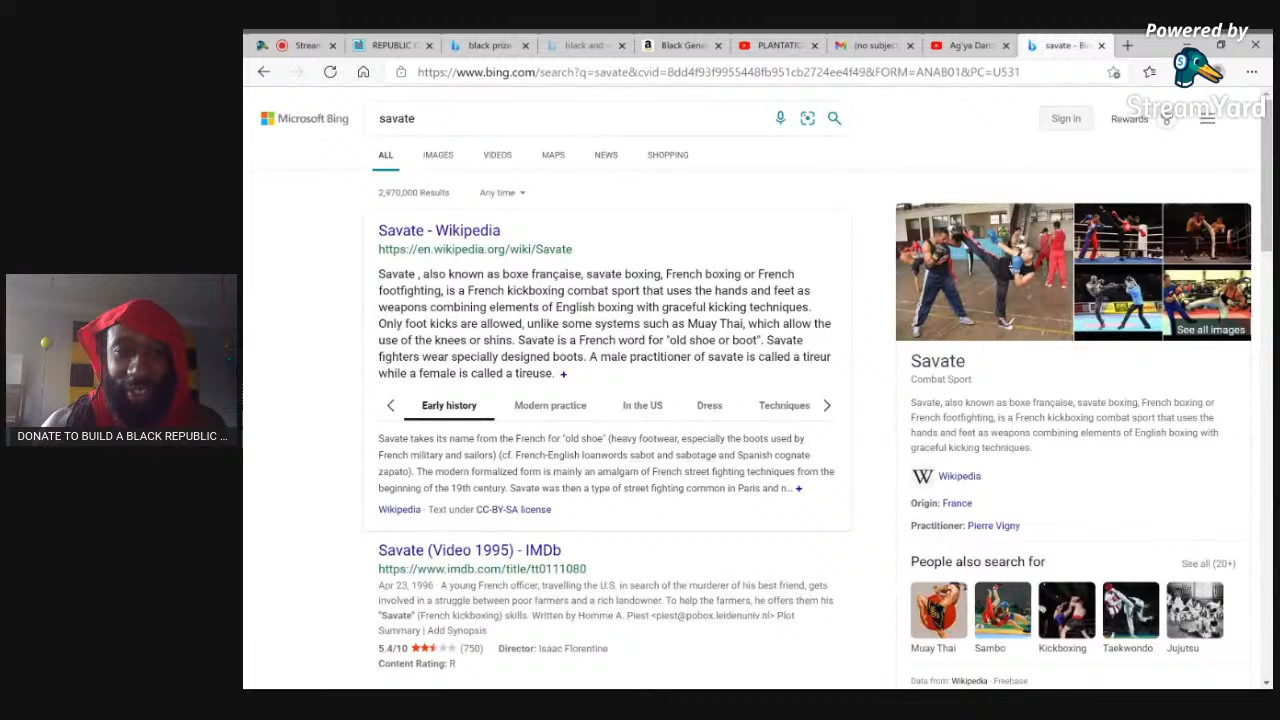 Powered by
StreamYard
Strean
REPUBLIC C
black prize
black and
Black Gene
PLANTATIO
(no subject
Ag'ya Danc
savate - Bin
https://www.bing.com/search?q=savate&cvid=8dd4f93f9955448fb951cb2724ee4f49&FORM=ANAB01&PC=U531
Microsoft Bing
savate
Sign in
Rewards
ALL IMAGES VIDEOS MAPS NEWS SHOPPING
2,970,000 Results Any time
Savate - Wikipedia
https://en.wikipedia.org/wiki/Savate
Savate , also known as boxe française, savate boxing, French boxing or French
footfighting, is a French kickboxing combat sport that uses the hands and feet as
weapons combining elements of English boxing with graceful kicking techniques.
Only foot kicks are allowed, unlike some systems such as Muay Thai, which allow the
use of the knees or shins. Savate is a French word for "old shoe or boot". Savate
fighters wear specially designed boots. A male practitioner of savate is called a tireur
while a female is called a tireuse. +
Early history Modern practice In the US Dress Techniques
Savate takes its name from the French for "old shoe" (heavy footwear, especially the boots used by
French military and sailors) (cf. French-English loanwords sabot and sabotage and Spanish cognate
zapato). The modern formalized form is mainly an amalgam of French street fighting techniques from the
beginning of the 19th century. Savate was then a type of street fighting common in Paris and n... +
Wikipedia · Text under CC-BY-SA license
Savate (Video 1995) - IMDb
https://www.imdb.com/title/tt0111080
Apr 23, 1996 · A young French officer, travelling the U.S. in search of the murderer of his best friend, gets
involved in a struggle between poor farmers and a rich landowner. To help the farmers, he offers them his
"Savate" (French kickboxing) skills. Written by Homme A. Piest <piest@pobox.leidenuniv.nl> Plot
Summary | Add Synopsis
5.4/10 (750) Director: Isaac Florentine
Content Rating: R
See all images
Savate
Combat Sport
Savate, also known as boxe française, savate boxing, French boxing or
French footfighting, is a French kickboxing combat sport that uses the
hands and feet as weapons combining elements of English boxing with
graceful kicking techniques.
W Wikipedia
Origin: France
Practitioner: Pierre Vigny
People also search for See all (20+)
Muay Thai Sambo Kickboxing Taekwondo Jujutsu
Data from: Wikipedia · Freebase
DONATE TO BUILD A BLACK REPUBLIC ...